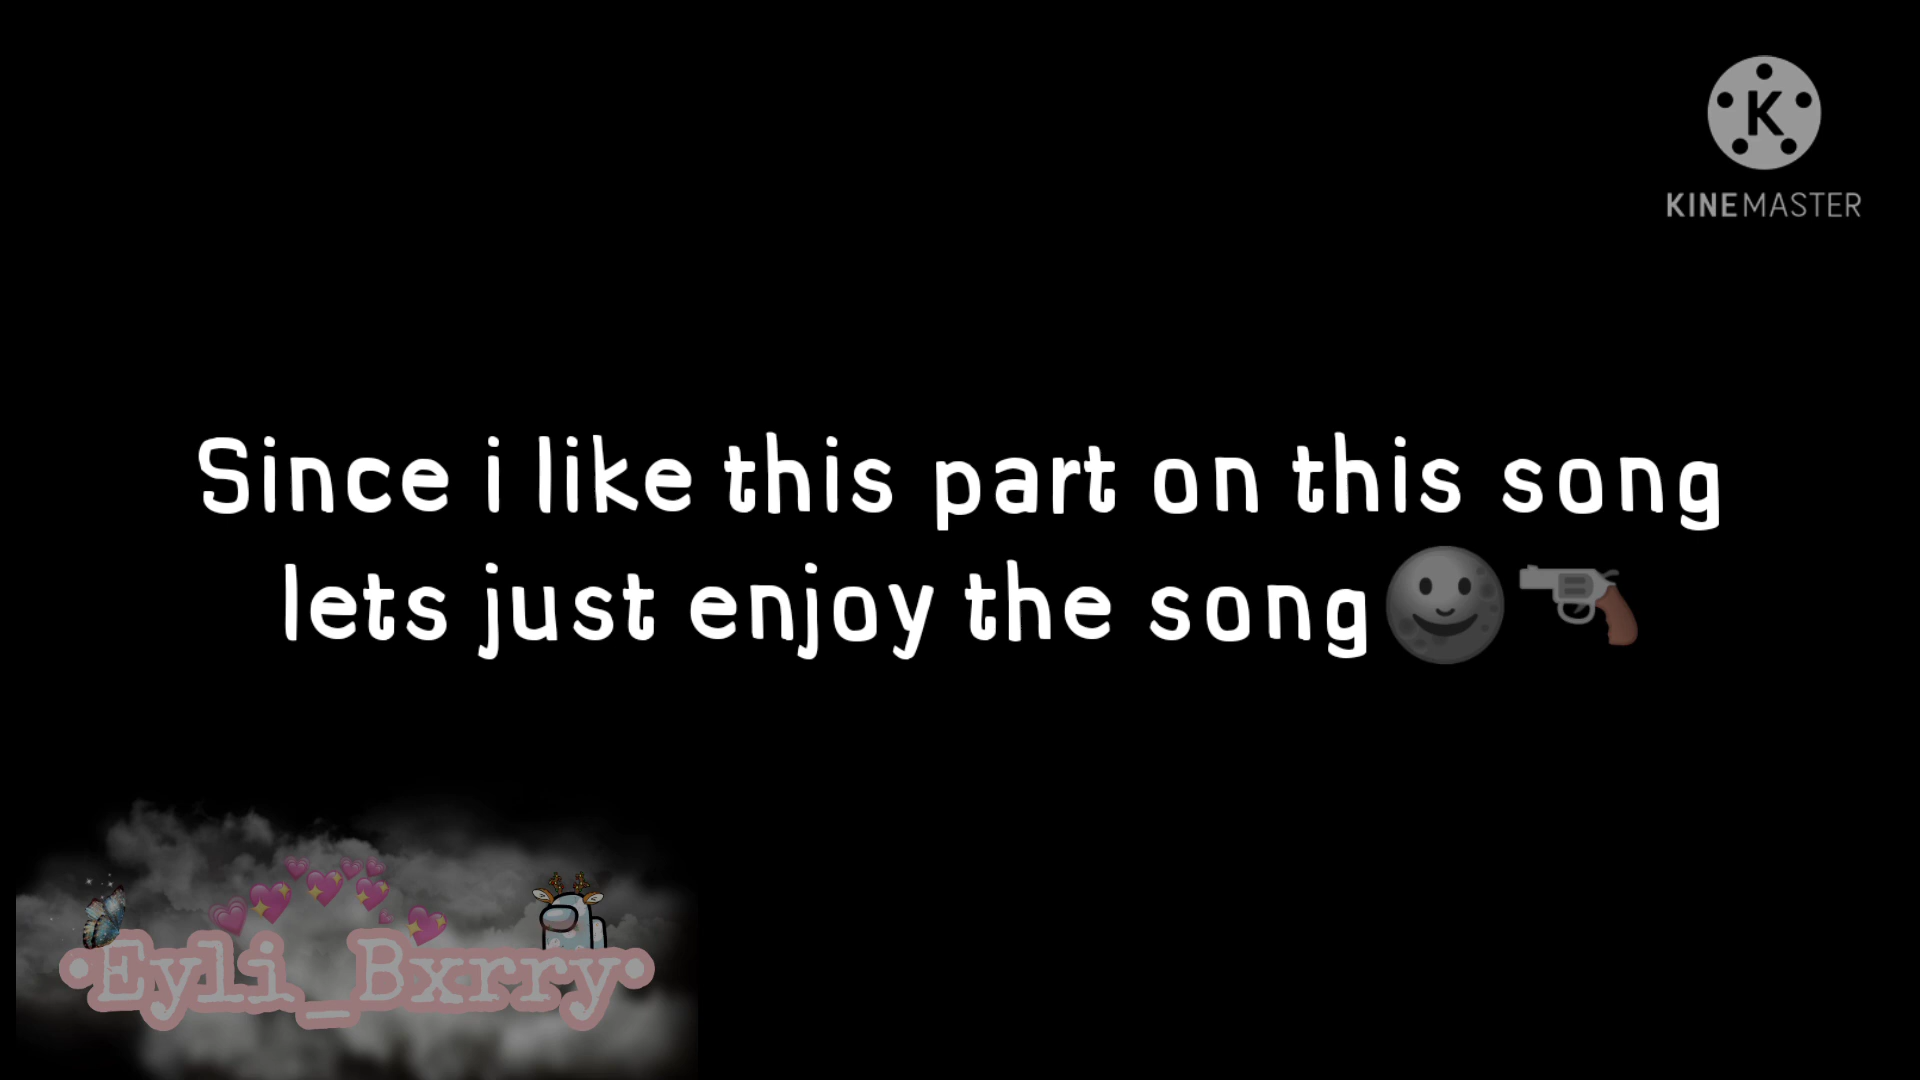 K
KINEMASTER
Since i like this part on this song
lets just enjoy the song🌚🔫
•Eyli_Bxrry•